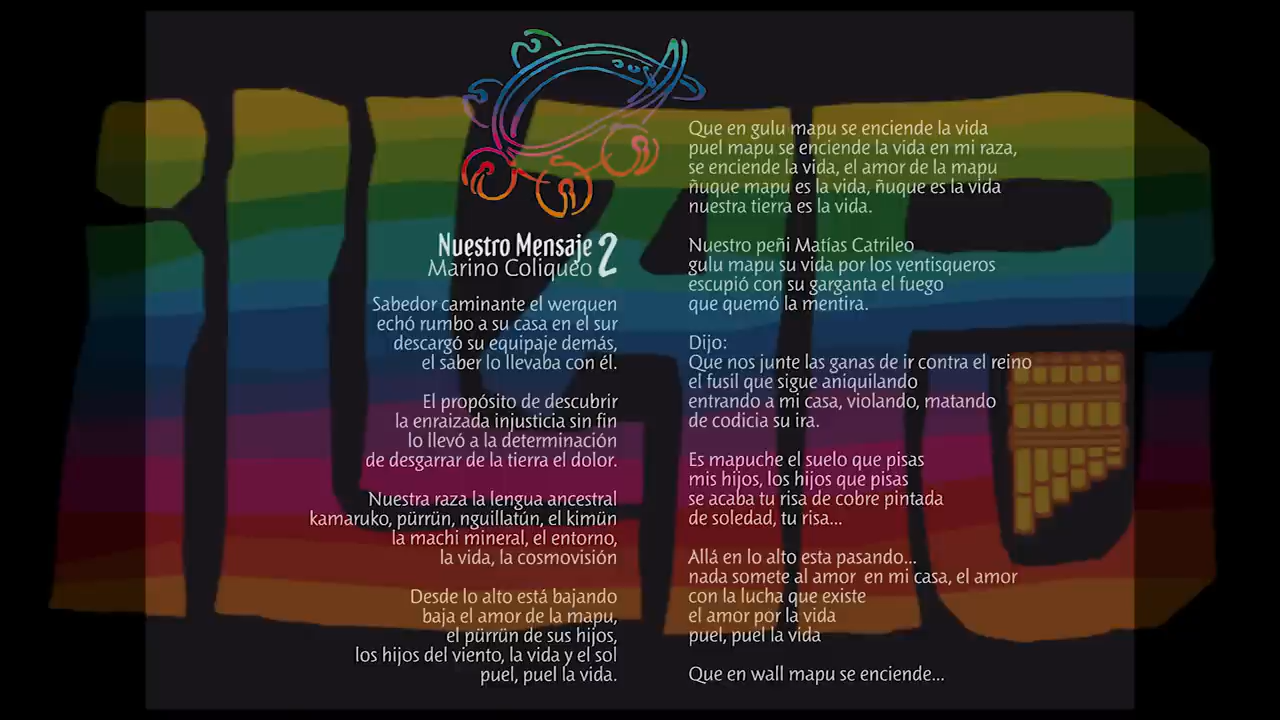 Nuestro Mensaje 2
Marino Coliqueo
Sabedor caminante el werquen
echó rumbo a su casa en el sur
descargó su equipaje demás,
el saber lo llevaba con él.
El propósito de descubrir
la enraizada injusticia sin fin
lo llevó a la determinación
de desgarrar de la tierra el dolor.
Nuestra raza la lengua ancestral
kamaruko, pürrün, nguillatún, el kimün
la machi mineral, el entorno,
la vida, la cosmovisión
Desde lo alto está bajando
baja el amor de la mapu,
el pürrün de sus hijos,
los hijos del viento, la vida y el sol
puel, puel la vida.
Que en gulu mapu se enciende la vida
puel mapu se enciende la vida en mi raza,
se enciende la vida, el amor de la mapu
ñuque mapu es la vida, ñuque es la vida
nuestra tierra es la vida.
Nuestro peñi Matías Catrileo
gulu mapu su vida por los ventisqueros
escupió con su garganta el fuego
que quemó la mentira.
Dijo:
Que nos junte las ganas de ir contra el reino
el fusil que sigue aniquilando
entrando a mi casa, violando, matando
de codicia su ira.
Es mapuche el suelo que pisas
mis hijos, los hijos que pisas
se acaba tu risa de cobre pintada
de soledad, tu risa...
Allá en lo alto esta pasando...
nada somete al amor en mi casa, el amor
con la lucha que existe
el amor por la vida
puel, puel la vida
Que en wall mapu se enciende...